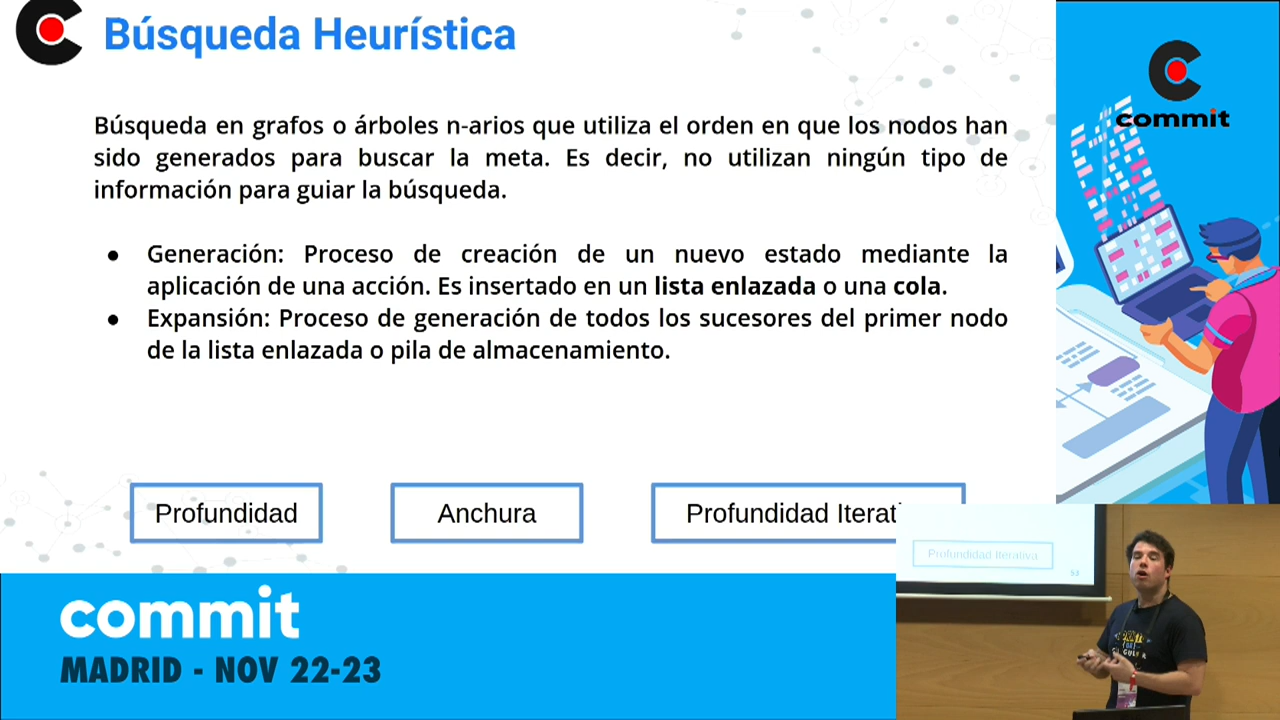 Búsqueda Heurística
Búsqueda en grafos o árboles n-arios que utiliza el orden en que los nodos han
sido generados para buscar la meta. Es decir, no utilizan ningún tipo de
información para guiar la búsqueda.
● Generación: Proceso de creación de un nuevo estado mediante la
aplicación de una acción. Es insertado en un lista enlazada o una cola.
● Expansión: Proceso de generación de todos los sucesores del primer nodo
de la lista enlazada o pila de almacenamiento.
Profundidad
Anchura
Profundidad Iterati
commit
commit
MADRID - NOV 22-23
Profundidad Iterativa
53